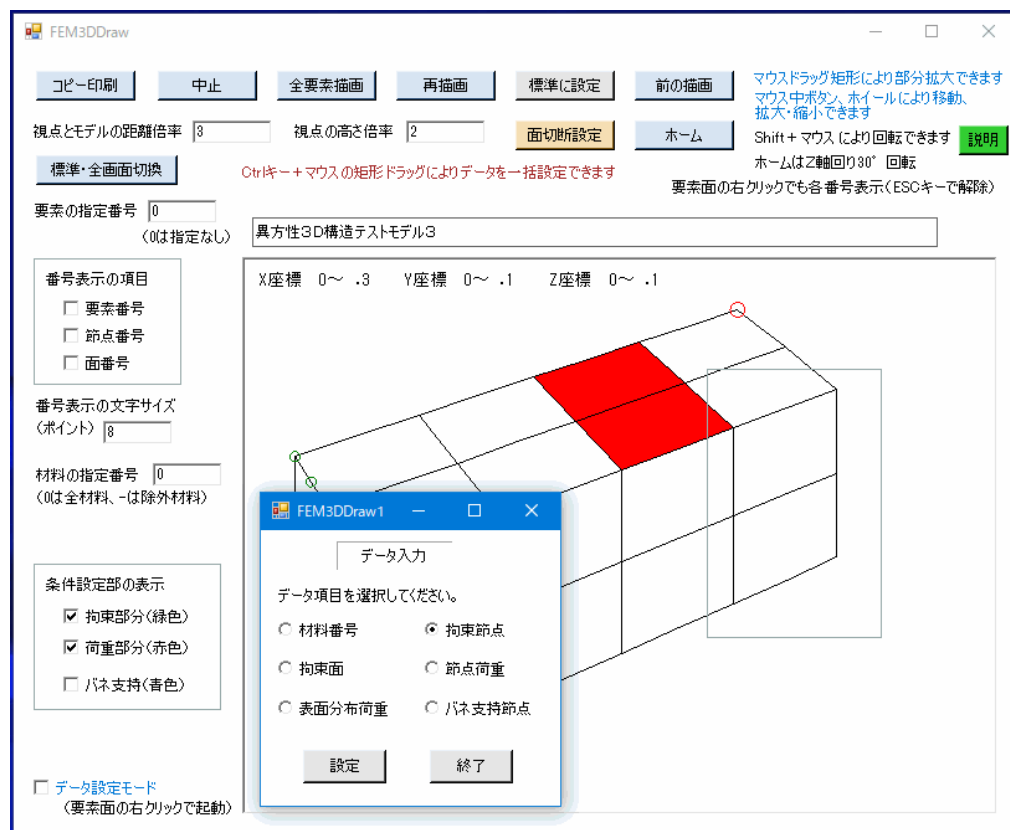 FEM3DDraw
コピー印刷
中止
全要素描画
再描画
標準に設定
前の描画
マウスドラッグ矩形により部分拡大できます
マウス中ボタン、ホイールにより移動、
拡大・縮小できます
視点とモデルの距離倍率 3
視点の高さ倍率 2
面切断設定
ホーム
Shift+マウス により回転できます
説明
標準・全画面切換
Ctrlキー+マウスの矩形ドラッグによりデータを一括設定できます
ホームはZ軸回り30° 回転
要素面の右クリックでも各番号表示(ESCキーで解除)
要素の指定番号 0
(0は指定なし)
異方性3D構造テストモデル3
番号表示の項目
要素番号
節点番号
面番号
X座標 0~ .3 Y座標 0~ .1 Z座標 0~ .1
番号表示の文字サイズ
(ポイント) 8
材料の指定番号 0
(0は全材料、-は除外材料)
条件設定部の表示
拘束部分(緑色)
荷重部分(赤色)
バネ支持(青色)
データ設定モード
(要素面の右クリックで起動)
FEM3DDraw1
データ入力
データ項目を選択してください。
材料番号
拘束節点
拘束面
節点荷重
表面分布荷重
バネ支持節点
設定
終了